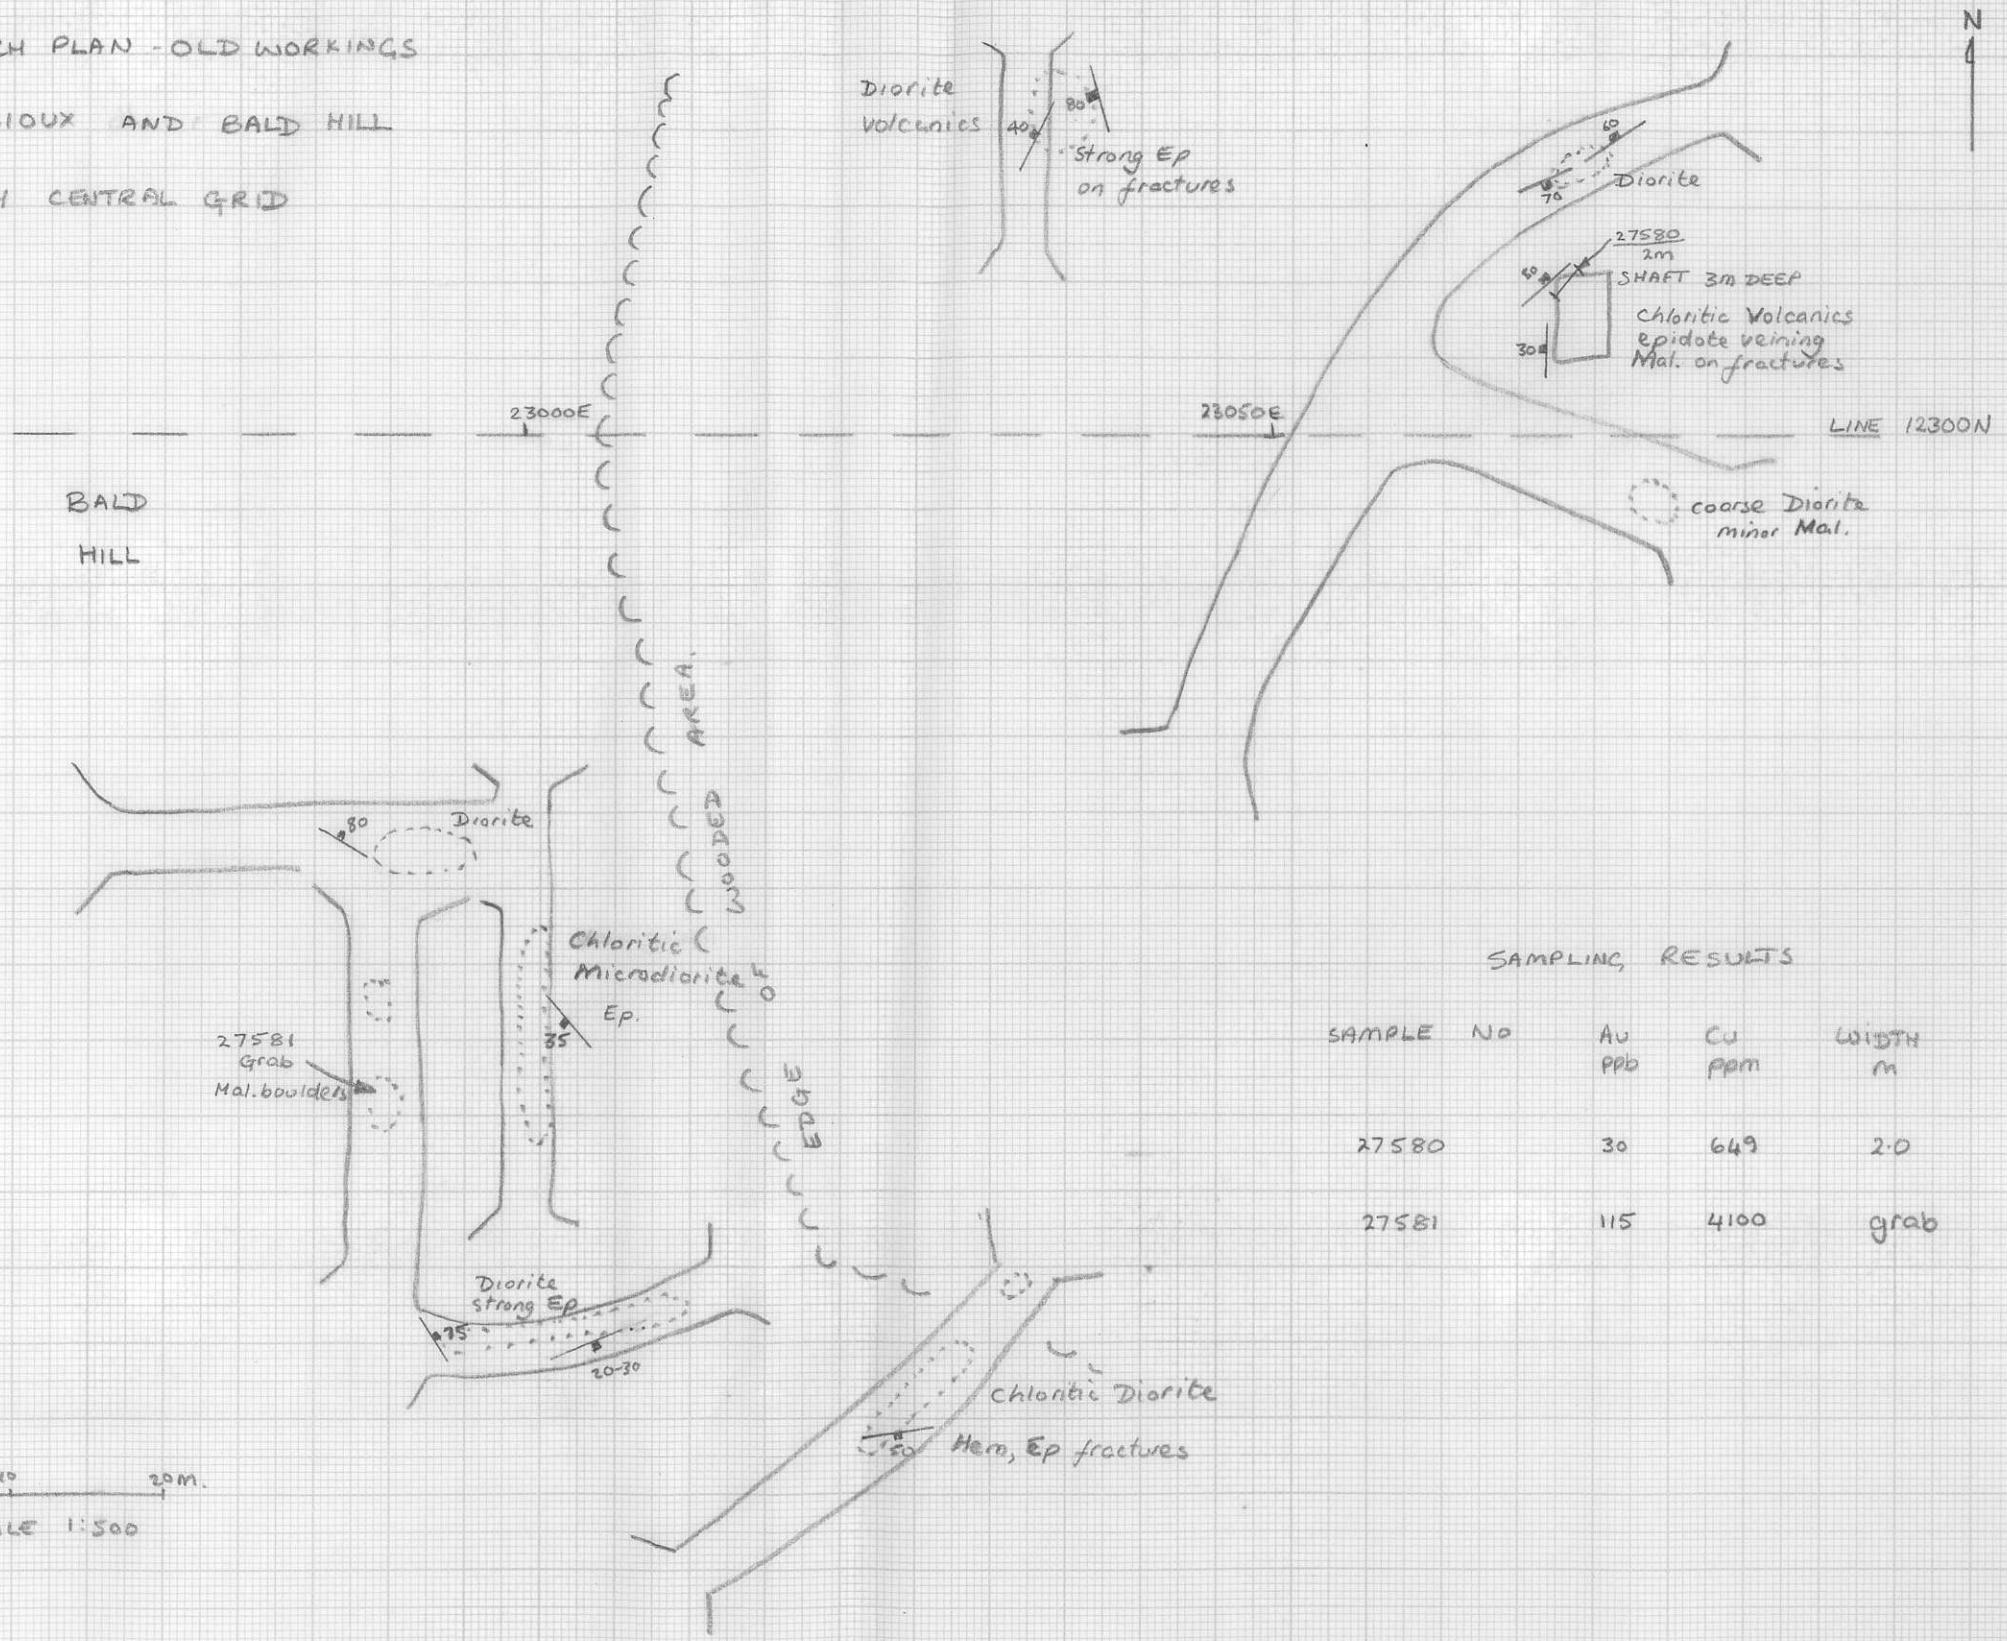 CH PLAN - OLD WORKINGS
SIOUX AND BALD HILL
CENTRAL GRID
N
Diorite
volcanics
40
80
Strong Ep
on fractures
60
70
Diorite
27580
2m
SHAFT 3m DEEP
30
Chloritic Volcanics
epidote veining
Mal. on fractures
23000E
23050E
LINE 12300N
BALD
HILL
coarse Diorite
minor Mal.
EDGE OF WOODED AREA.
80
Diorite
Chloritic
Microdiorite
Ep.
35
27581
Grab
Mal. boulders
Diorite
strong Ep
75
20-30
Chloritic Diorite
Hem, Ep fractures
50
20m.
LE 1:500
SAMPLING RESULTS
SAMPLE NO Au Cu WIDTH
ppb ppm m
27580 30 649 2.0
27581 115 4100 grab